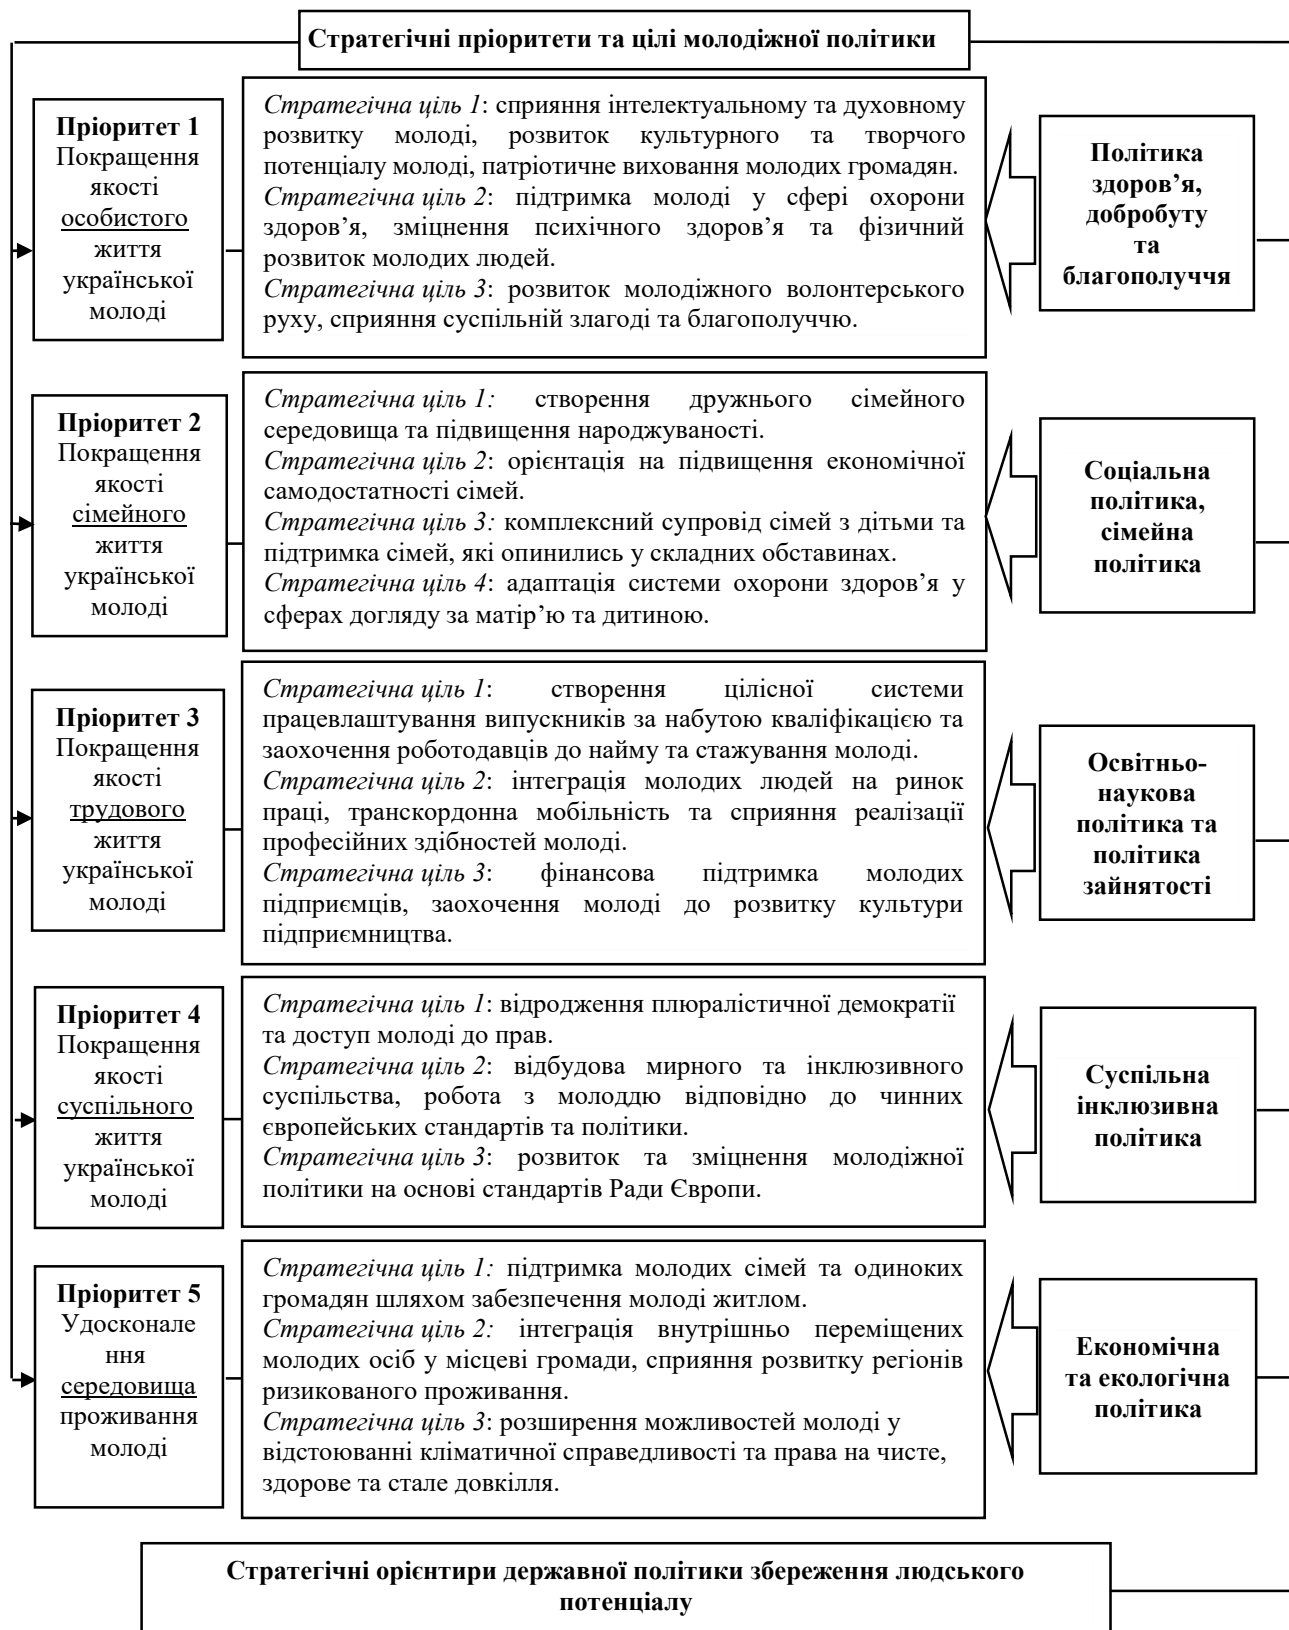 Стратегічні пріоритети та цілі молодіжної політики
Пріоритет 1
Покращення
якості
особистого
життя
української
молоді
Стратегічна ціль 1: сприяння інтелектуальному та духовному
розвитку молоді, розвиток культурного та творчого
потенціалу молоді, патріотичне виховання молодих громадян.
Стратегічна ціль 2: підтримка молоді у сфері охорони
здоров’я, зміцнення психічного здоров’я та фізичний
розвиток молодих людей.
Стратегічна ціль 3: розвиток молодіжного волонтерського
руху, сприяння суспільній злагоді та благополуччю.
Політика
здоров’я,
добробуту
та
благополуччя
Пріоритет 2
Покращення
якості
сімейного
життя
української
молоді
Стратегічна ціль 1: створення дружнього сімейного
середовища та підвищення народжуваності.
Стратегічна ціль 2: орієнтація на підвищення економічної
самодостатності сімей.
Стратегічна ціль 3: комплексний супровід сімей з дітьми та
підтримка сімей, які опинились у складних обставинах.
Стратегічна ціль 4: адаптація системи охорони здоров’я у
сферах догляду за матір’ю та дитиною.
Соціальна
політика,
сімейна
політика
Пріоритет 3
Покращення
якості
трудового
життя
української
молоді
Стратегічна ціль 1: створення цілісної системи
працевлаштування випускників за набутою кваліфікацією та
заохочення роботодавців до найму та стажування молоді.
Стратегічна ціль 2: інтеграція молодих людей на ринок
праці, транскордонна мобільність та сприяння реалізації
професійних здібностей молоді.
Стратегічна ціль 3: фінансова підтримка молодих
підприємців, заохочення молоді до розвитку культури
підприємництва.
Освітньо-
наукова
політика та
політика
зайнятості
Пріоритет 4
Покращення
якості
суспільного
життя
української
молоді
Стратегічна ціль 1: відродження плюралістичної демократії
та доступ молоді до прав.
Стратегічна ціль 2: відбудова мирного та інклюзивного
суспільства, робота з молоддю відповідно до чинних
європейських стандартів та політики.
Стратегічна ціль 3: розвиток та зміцнення молодіжної
політики на основі стандартів Ради Європи.
Суспільна
інклюзивна
політика
Пріоритет 5
Удосконале
ння
середовища
проживання
молоді
Стратегічна ціль 1: підтримка молодих сімей та одиноких
громадян шляхом забезпечення молоді житлом.
Стратегічна ціль 2: інтеграція внутрішньо переміщених
молодих осіб у місцеві громади, сприяння розвитку регіонів
ризикованого проживання.
Стратегічна ціль 3: розширення можливостей молоді у
відстоюванні кліматичної справедливості та права на чисте,
здорове та стале довкілля.
Економічна
та екологічна
політика
Стратегічні орієнтири державної політики збереження людського
потенціалу